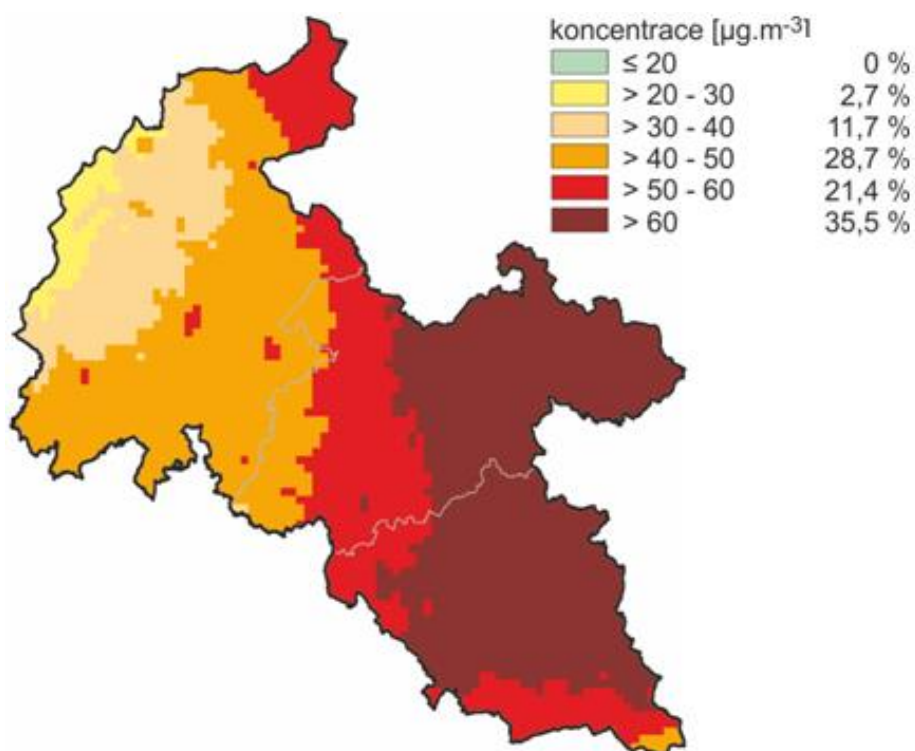 koncentrace [µg.m-3]
≤ 20 0 %
> 20 - 30 2,7 %
> 30 - 40 11,7 %
> 40 - 50 28,7 %
> 50 - 60 21,4 %
> 60 35,5 %